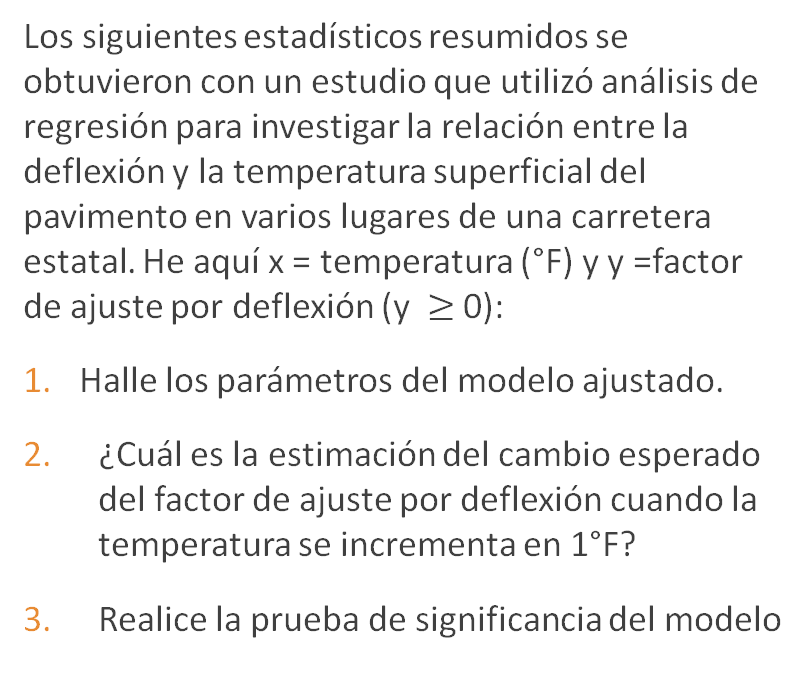 Los siguientes estadísticos resumidos se
obtuvieron con un estudio que utilizó análisis de
regresión para investigar la relación entre la
deflexión y la temperatura superficial del
pavimento en varios lugares de una carretera
estatal. He aquí x = temperatura (°F) y y =factor
de ajuste por deflexión (y ≥ 0):
1. Halle los parámetros del modelo ajustado.
2. ¿Cuál es la estimación del cambio esperado
del factor de ajuste por deflexión cuando la
temperatura se incrementa en 1°F?
3. Realice la prueba de significancia del modelo